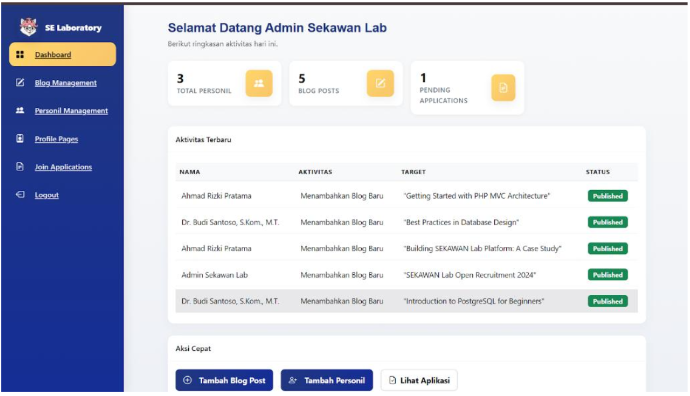 SE Laboratory
Dashboard
Blog Management
Personil Management
Profile Pages
Join Applications
Logout
Selamat Datang Admin Sekawan Lab
Berikut ringkasan aktivitas hari ini.
3
TOTAL PERSONIL
5
BLOG POSTS
1
PENDING
APPLICATIONS
Aktivitas Terbaru
NAMA AKTIVITAS TARGET STATUS
Ahmad Rizki Pratama Menambahkan Blog Baru "Getting Started with PHP MVC Architecture" Published
Dr. Budi Santoso, S.Kom., M.T. Menambahkan Blog Baru "Best Practices in Database Design" Published
Ahmad Rizki Pratama Menambahkan Blog Baru "Building SEKAWAN Lab Platform: A Case Study" Published
Admin Sekawan Lab Menambahkan Blog Baru "SEKAWAN Lab Open Recruitment 2024" Published
Dr. Budi Santoso, S.Kom., M.T. Menambahkan Blog Baru "Introduction to PostgreSQL for Beginners" Published
Aksi Cepat
Tambah Blog Post Tambah Personil Lihat Aplikasi